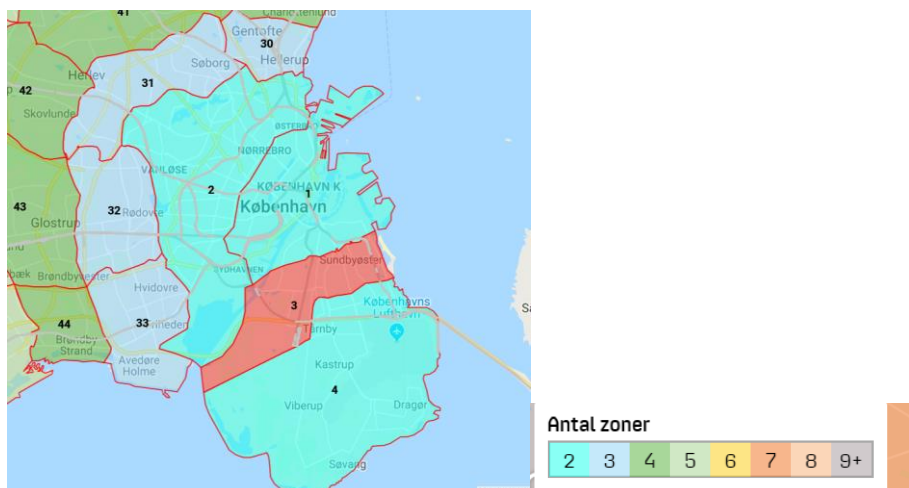 41
Charlottenlund
Gentofte
30
Hellerup
Søborg
Herlev
31
42
Skovlunde
ØSTERB
NØRREBRO
VANLØSE
2
KØBENHAVN K
1
43
32
Rødovre
København
Glostrup
SYDHAVNEN
Sundbyøster
Brøndbyvester
Hvidovre
Københavns
Lufthavn
3
44
33
Tårnby
Brøndby
Strand
Avedøre
Holme
Kastrup
4
Viberup
Dragør
Søvang
Antal zoner
2 3 4 5 6 7 8 9+